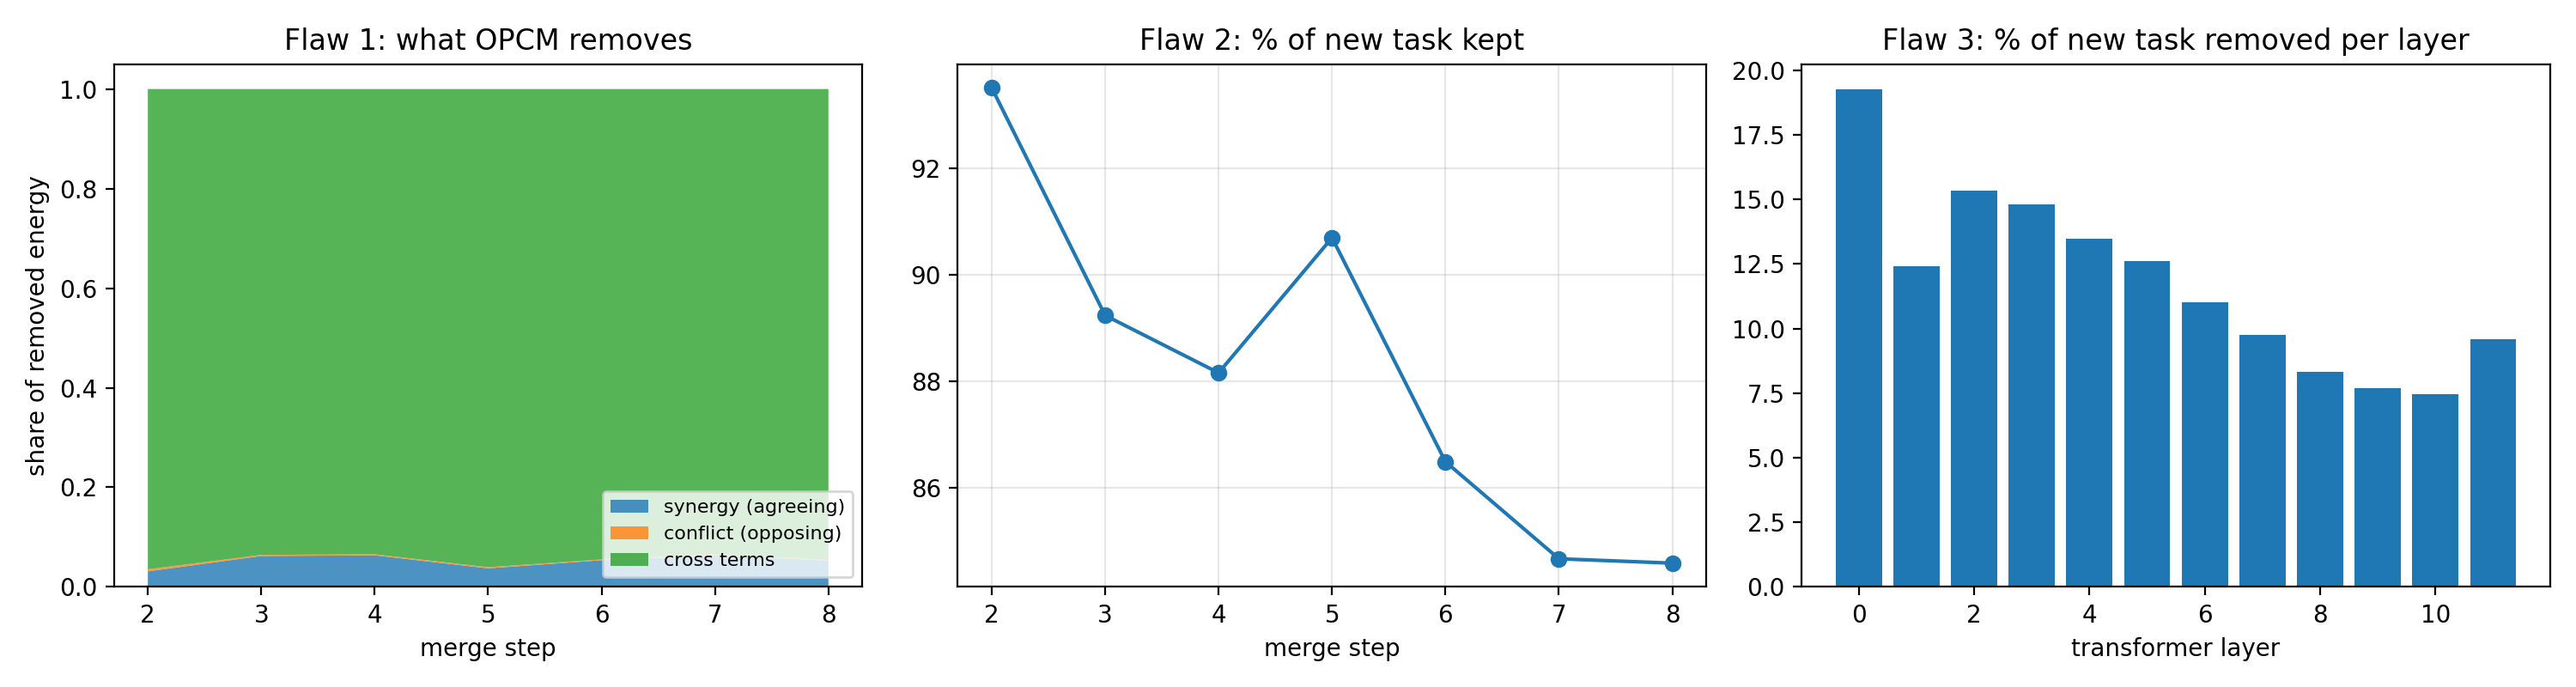 Flaw 1: what OPCM removes
share of removed energy
1.0
0.8
0.6
0.4
0.2
0.0
synergy (agreeing)
conflict (opposing)
cross terms
2 3 4 5 6 7 8
merge step
Flaw 2: % of new task kept
92
90
88
86
2 3 4 5 6 7 8
merge step
Flaw 3: % of new task removed per layer
20.0
17.5
15.0
12.5
10.0
7.5
5.0
2.5
0.0
0 2 4 6 8 10
transformer layer